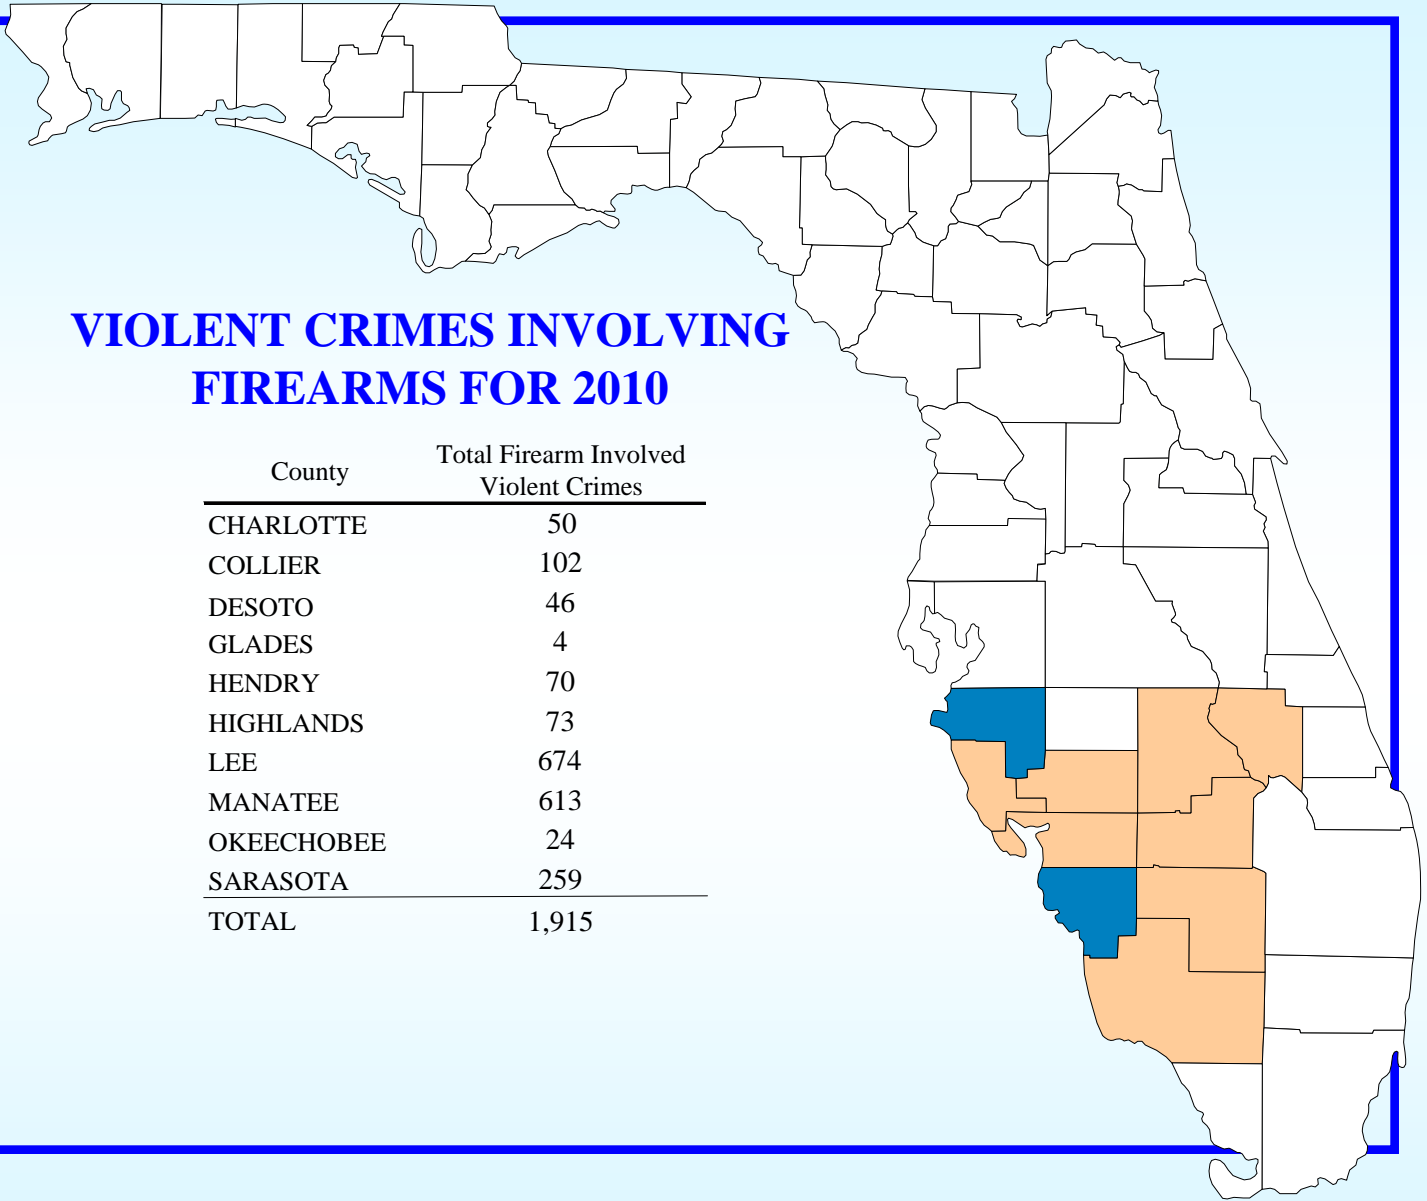 VIOLENT CRIMES INVOLVING
FIREARMS FOR 2010
County Total Firearm Involved
Violent Crimes
CHARLOTTE 50
COLLIER 102
DESOTO 46
GLADES 4
HENDRY 70
HIGHLANDS 73
LEE 674
MANATEE 613
OKEECHOBEE 24
SARASOTA 259
TOTAL 1,915